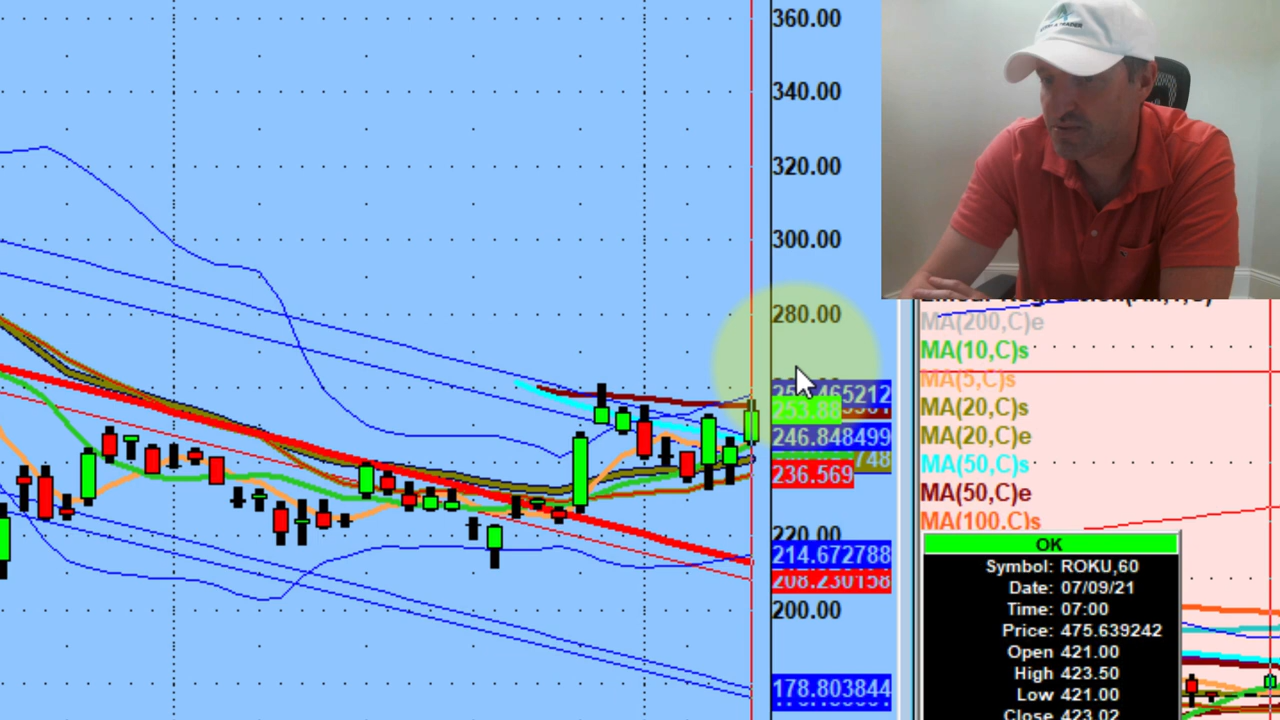 360.00
340.00
320.00
300.00
280.00
253.88
246.848499
748
236.569
220.00
214.672788
208.230158
200.00
178.803844
MA(200,C)e
MA(10,C)s
MA(5,C)s
MA(20,C)s
MA(20,C)e
MA(50,C)s
MA(50,C)e
MA(100,C)s
OK
Symbol: ROKU,60
Date: 07/09/21
Time: 07:00
Price: 475.639242
Open 421.00
High 423.50
Low 421.00
Close 423.02